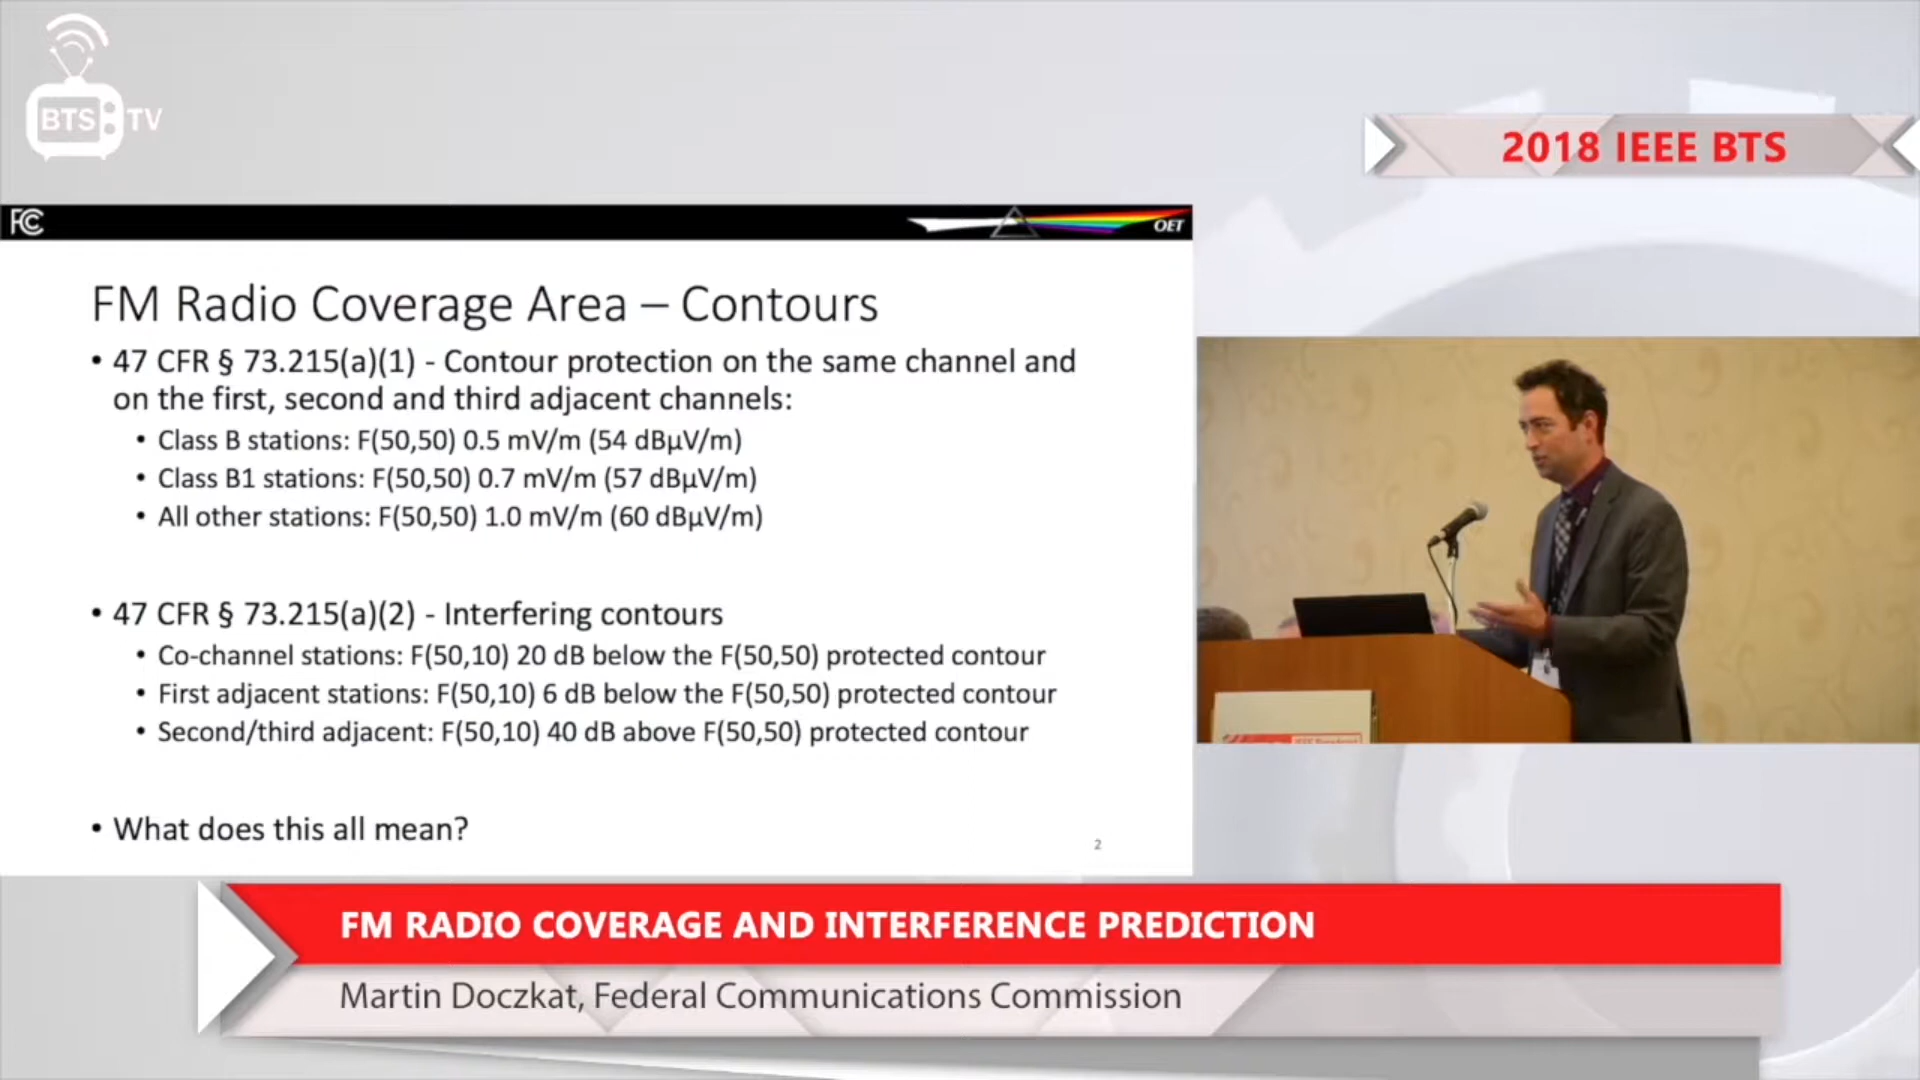 BTS TV
2018 IEEE BTS
FCC
OET
FM Radio Coverage Area – Contours
• 47 CFR § 73.215(a)(1) - Contour protection on the same channel and
on the first, second and third adjacent channels:
• Class B stations: F(50,50) 0.5 mV/m (54 dBµV/m)
• Class B1 stations: F(50,50) 0.7 mV/m (57 dBµV/m)
• All other stations: F(50,50) 1.0 mV/m (60 dBµV/m)
• 47 CFR § 73.215(a)(2) - Interfering contours
• Co-channel stations: F(50,10) 20 dB below the F(50,50) protected contour
• First adjacent stations: F(50,10) 6 dB below the F(50,50) protected contour
• Second/third adjacent: F(50,10) 40 dB above F(50,50) protected contour
• What does this all mean?
2
IEEE Broadcast
FM RADIO COVERAGE AND INTERFERENCE PREDICTION
Martin Doczkat, Federal Communications Commission